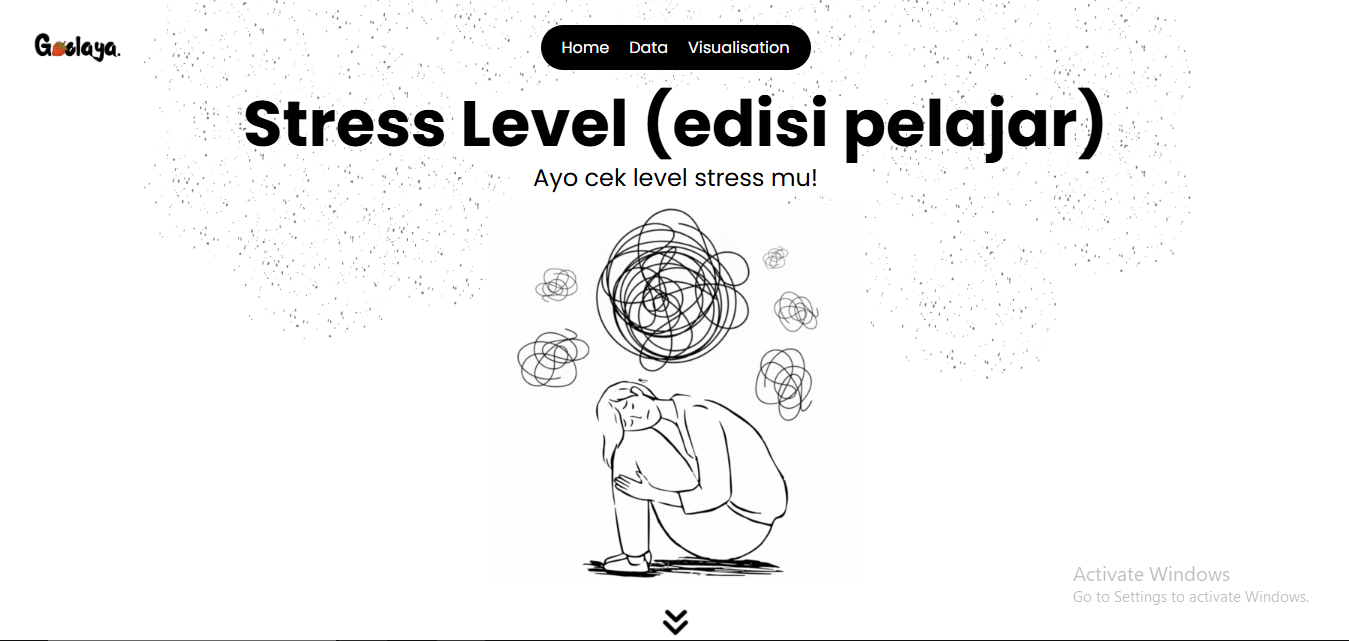 Goslaya.
Home Data Visualisation
Stress Level (edisi pelajar)
Ayo cek level stress mu!
Activate Windows
Go to Settings to activate Windows.